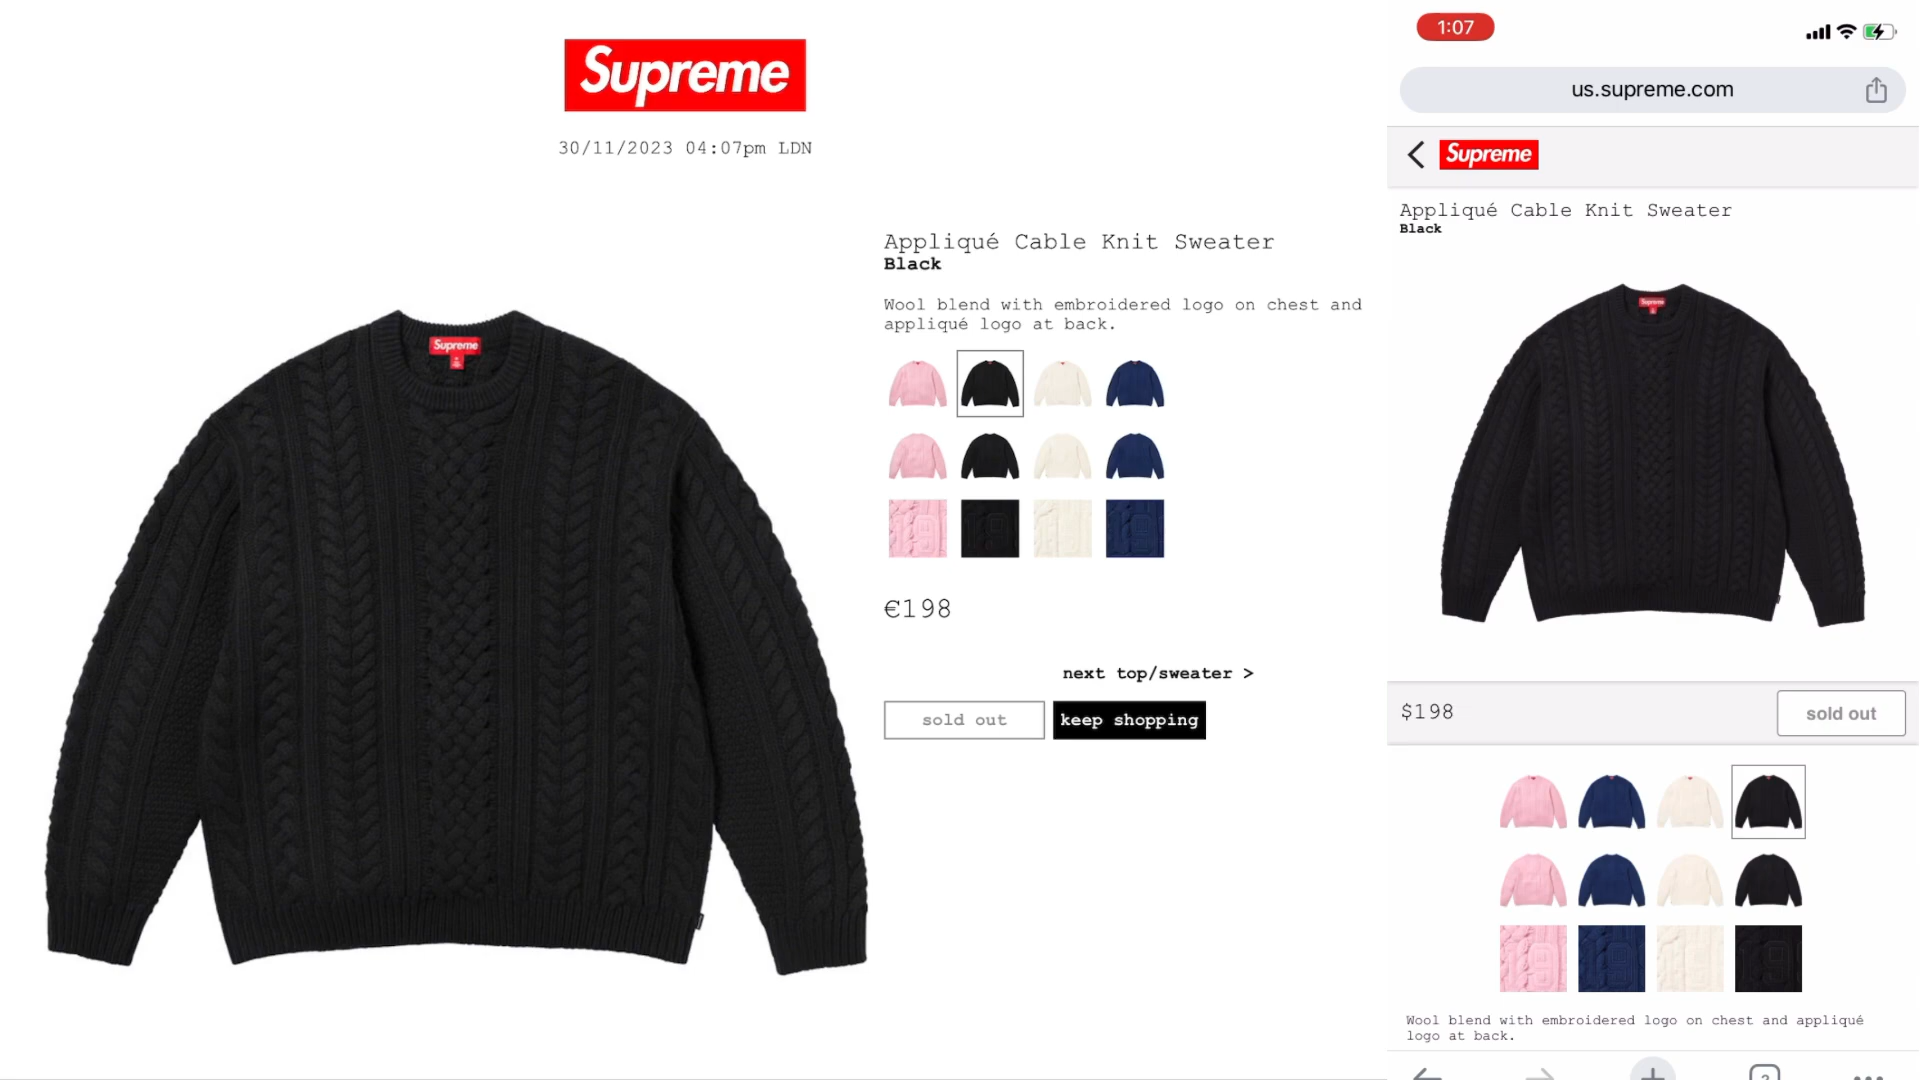 Supreme
30/11/2023 04:07pm LDN
Appliqué Cable Knit Sweater
Black
Wool blend with embroidered logo on chest and
appliqué logo at back.
Supreme
€198
next top/sweater >
sold out
keep shopping
1:07
us.supreme.com
Supreme
Appliqué Cable Knit Sweater
Black
Supreme
$198
sold out
Wool blend with embroidered logo on chest and appliqué
logo at back.